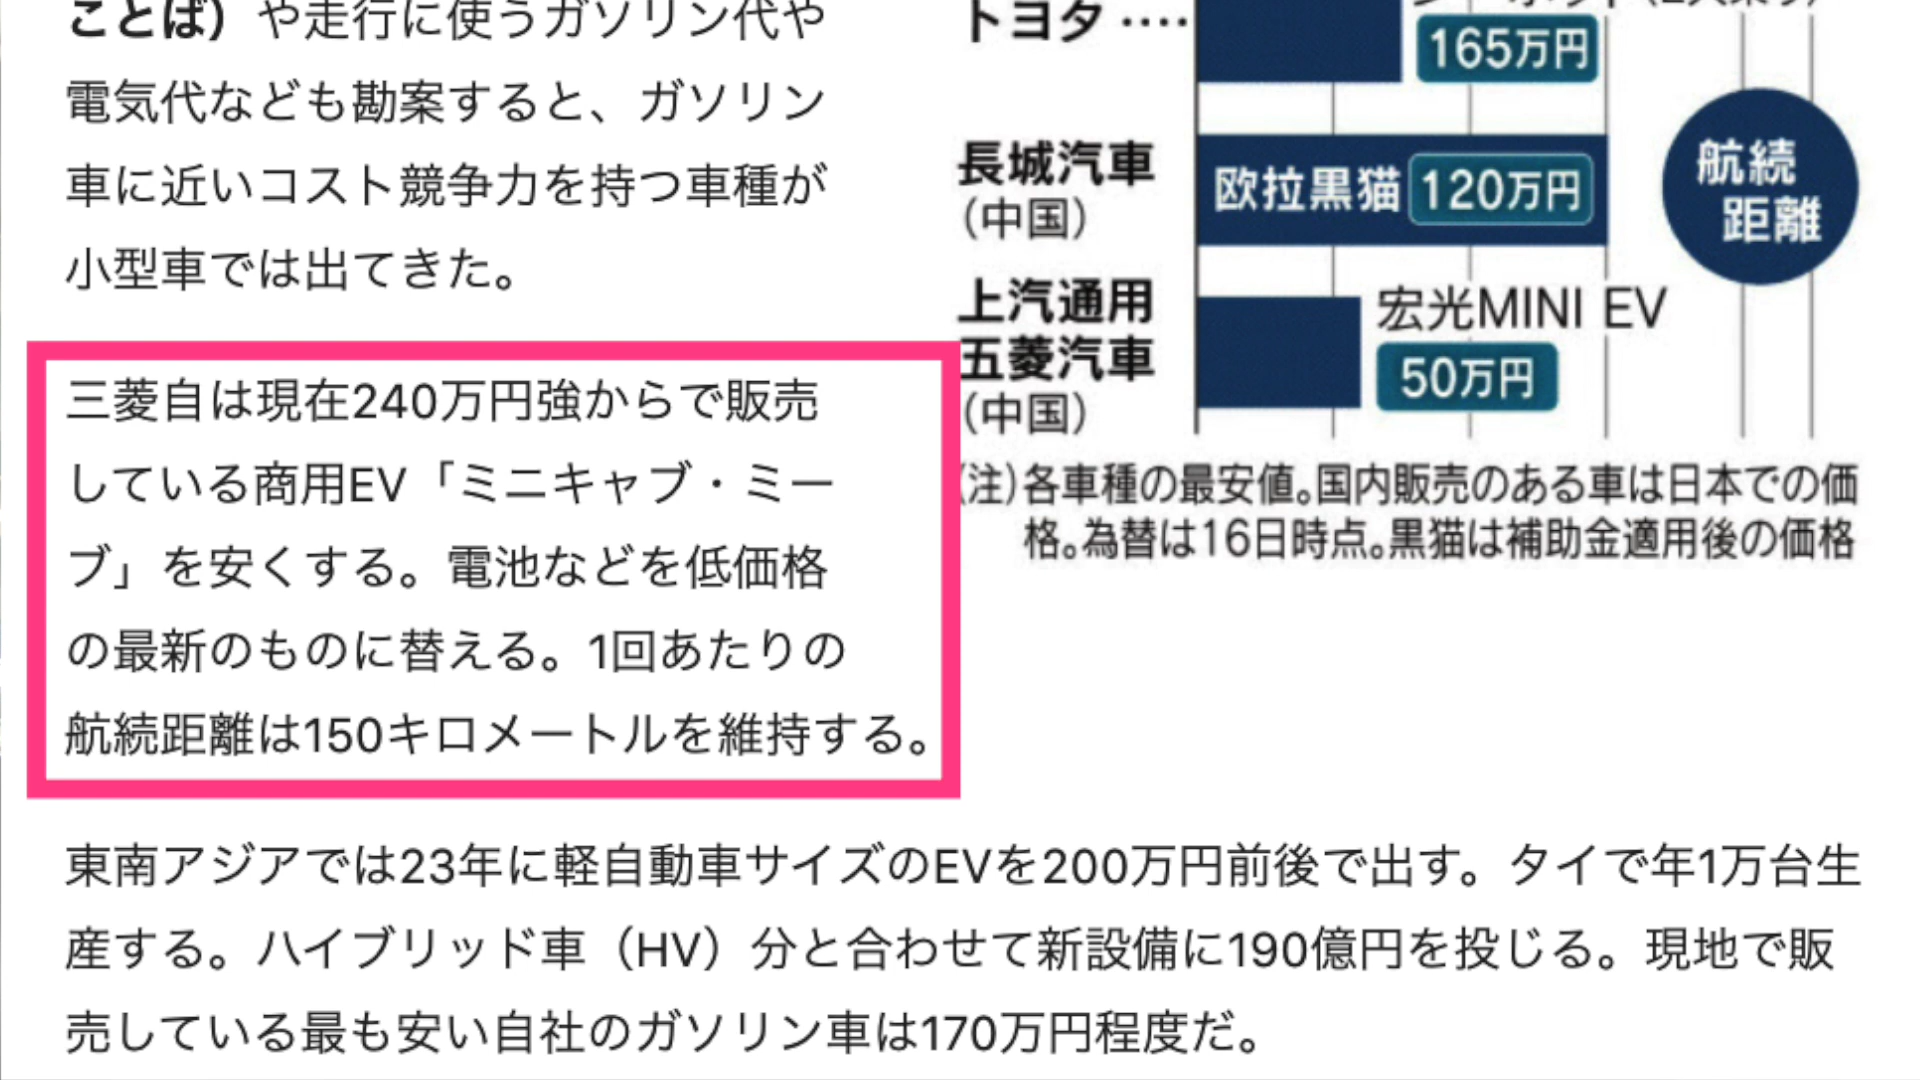 ことば）や走行に使うガソリン代や
電気代なども勘案すると、ガソリン
車に近いコスト競争力を持つ車種が
小型車では出てきた。
三菱自は現在240万円強からで販売
している商用EV「ミニキャブ・ミー
ブ」を安くする。電池などを低価格
の最新のものに替える。1回あたりの
航続距離は150キロメートルを維持する。
トヨタ ····
165万円
長城汽車
（中国）
欧拉黒猫 120万円
航続
距離
上汽通用
五菱汽車
（中国）
宏光MINI EV
50万円
（注）各車種の最安値。国内販売のある車は日本での価
格。為替は16日時点。黒猫は補助金適用後の価格
東南アジアでは23年に軽自動車サイズのEVを200万円前後で出す。タイで年1万台生
産する。ハイブリッド車（HV）分と合わせて新設備に190億円を投じる。現地で販
売している最も安い自社のガソリン車は170万円程度だ。